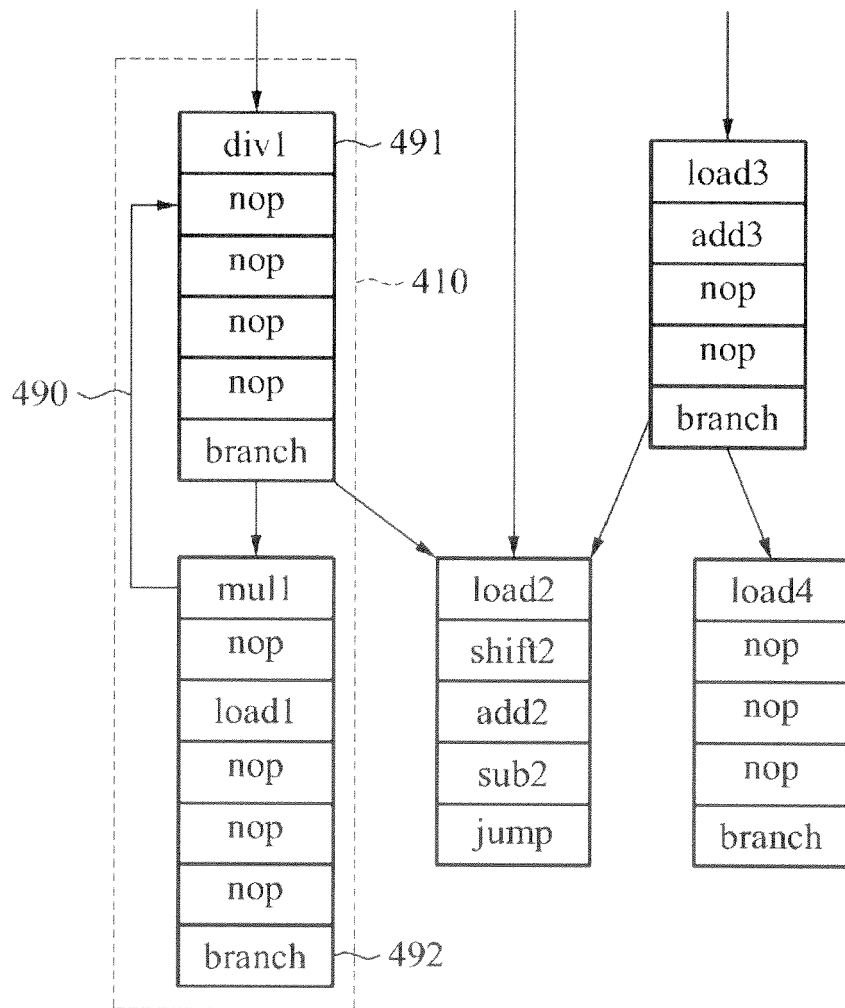 div1
nop
nop
nop
nop
branch
491
410
490
mul1
nop
load1
nop
nop
nop
branch
492
load2
shift2
add2
sub2
jump
load3
add3
nop
nop
branch
load4
nop
nop
nop
branch